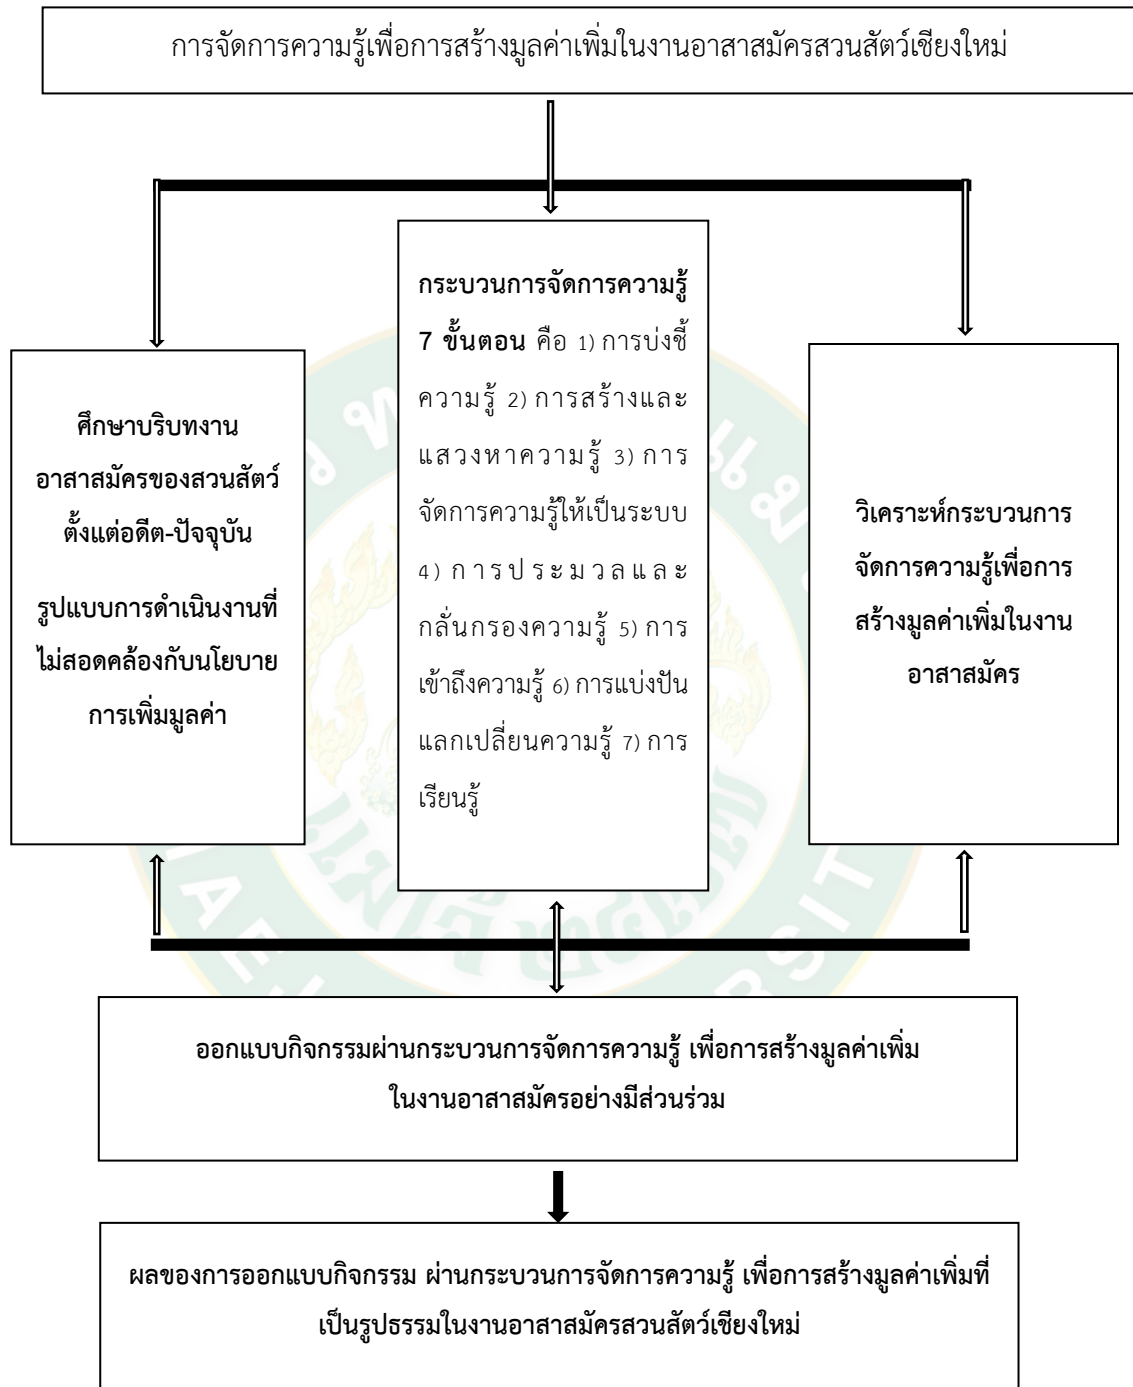 การจัดการความรู้เพื่อการสร้างมูลค่าเพิ่มในงานอาสาสมัครสวนสัตว์เชียงใหม่
ศึกษาบริบทงาน
อาสาสมัครของสวนสัตว์
ตั้งแต่อดีต-ปัจจุบัน
รูปแบบการดำเนินงานที่
ไม่สอดคล้องกับนโยบาย
การเพิ่มมูลค่า
กระบวนการจัดการความรู้
7 ขั้นตอน คือ 1) การบ่งชี้
ความรู้ 2) การสร้างและ
แสวงหาความรู้ 3) การ
จัดการความรู้ให้เป็นระบบ
4) การประมวลและ
กลั่นกรองความรู้ 5) การ
เข้าถึงความรู้ 6) การแบ่งปัน
แลกเปลี่ยนความรู้ 7) การ
เรียนรู้
วิเคราะห์กระบวนการ
จัดการความรู้เพื่อการ
สร้างมูลค่าเพิ่มในงาน
อาสาสมัคร
ออกแบบกิจกรรมผ่านกระบวนการจัดการความรู้ เพื่อการสร้างมูลค่าเพิ่ม
ในงานอาสาสมัครอย่างมีส่วนร่วม
ผลของการออกแบบกิจกรรม ผ่านกระบวนการจัดการความรู้ เพื่อการสร้างมูลค่าเพิ่มที่
เป็นรูปธรรมในงานอาสาสมัครสวนสัตว์เชียงใหม่